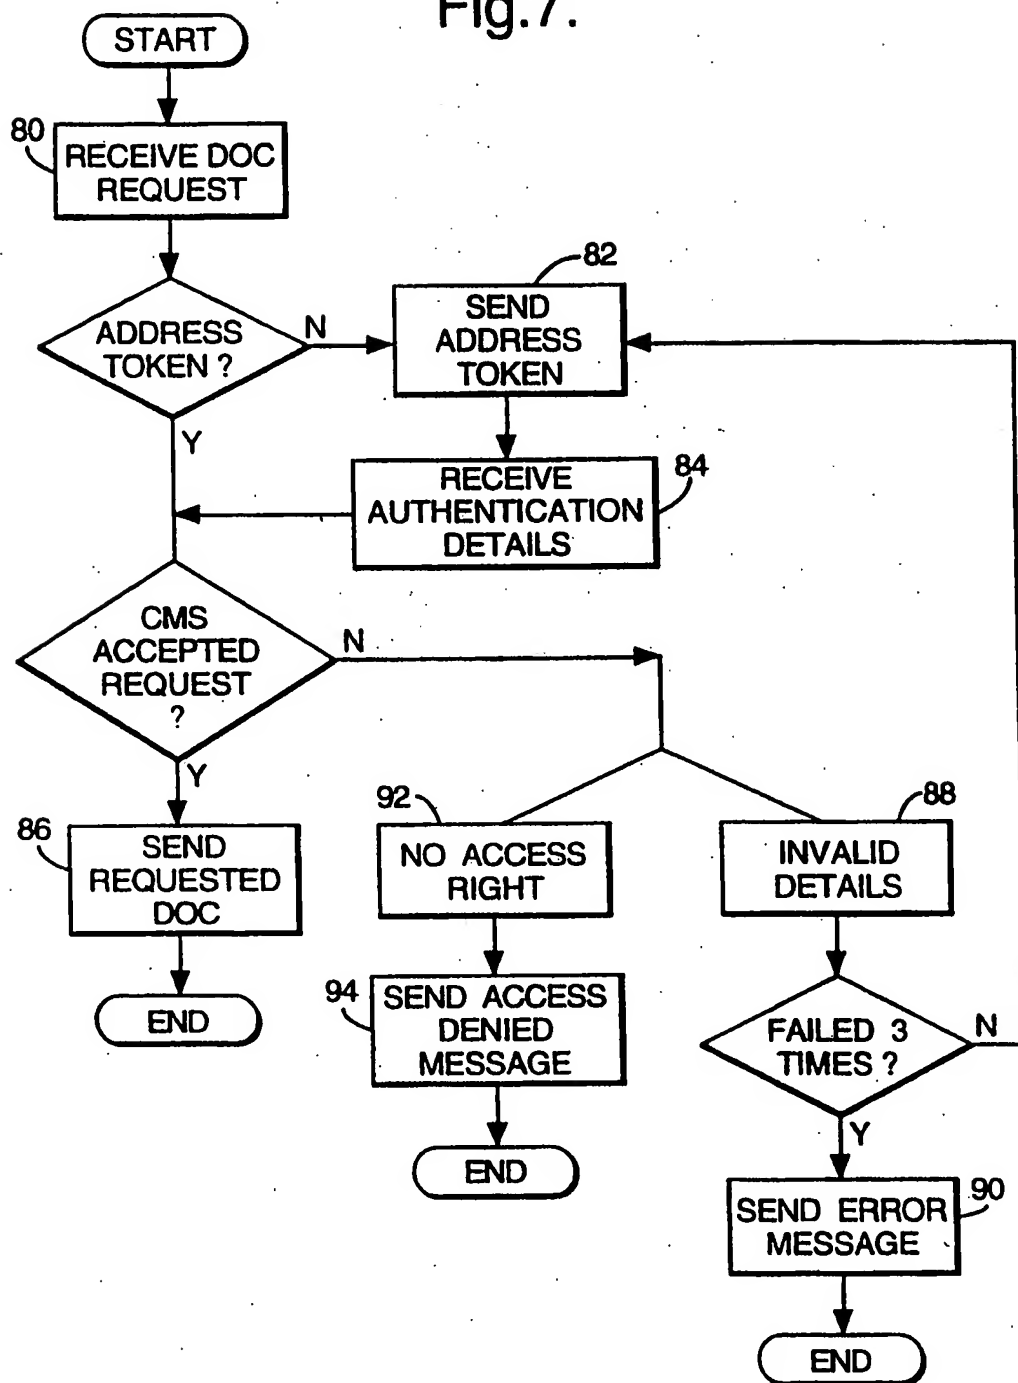 Fig.7.
START
80
RECEIVE DOC
REQUEST
ADDRESS
TOKEN ?
N
Y
82
SEND
ADDRESS
TOKEN
84
RECEIVE
AUTHENTICATION
DETAILS
CMS
ACCEPTED
REQUEST
?
N
Y
86
SEND
REQUESTED
DOC
END
92
NO ACCESS
RIGHT
94
SEND ACCESS
DENIED
MESSAGE
END
88
INVALID
DETAILS
FAILED 3
TIMES ?
N
Y
90
SEND ERROR
MESSAGE
END